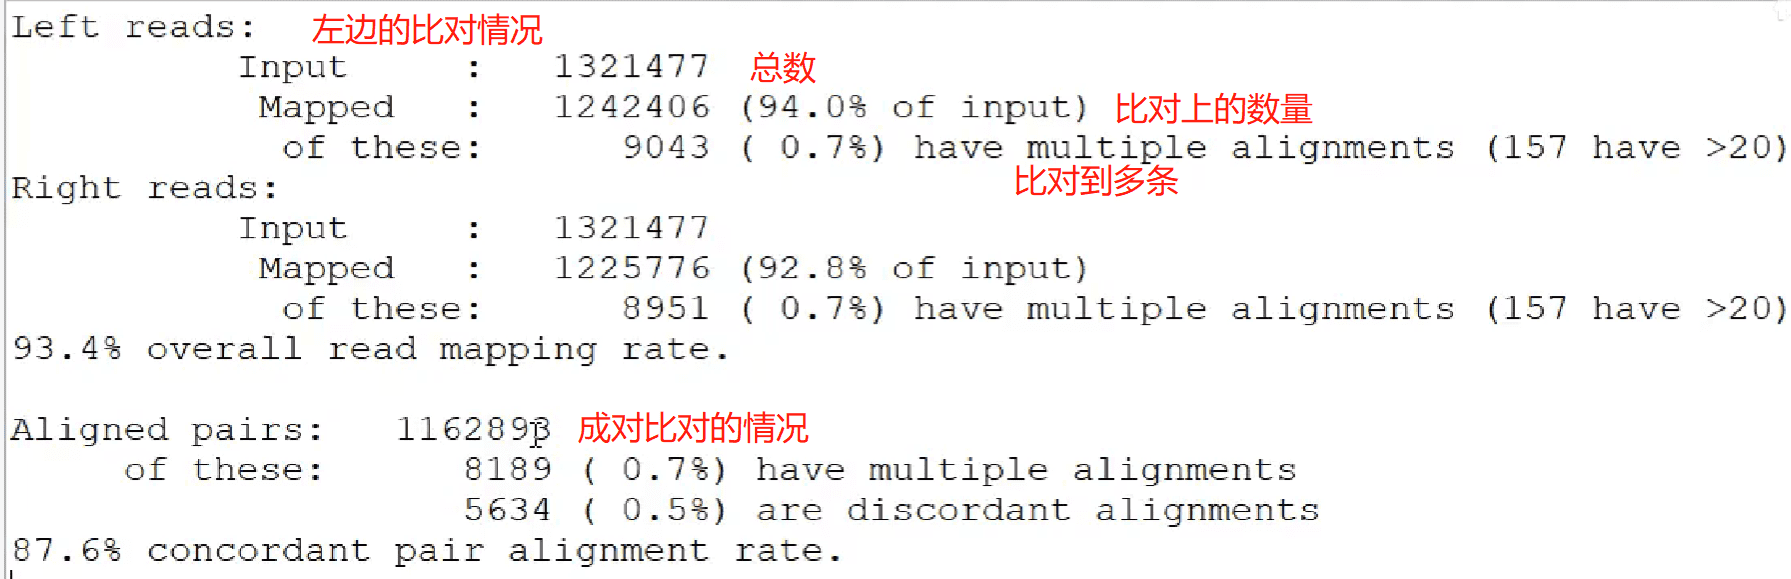 Left reads: 左边的比对情况
Input : 1321477 总数
Mapped : 1242406 (94.0% of input) 比对上的数量
of these: 9043 ( 0.7%) have multiple alignments (157 have >20)
比对到多条
Right reads:
Input : 1321477
Mapped : 1225776 (92.8% of input)
of these: 8951 ( 0.7%) have multiple alignments (157 have >20)
93.4% overall read mapping rate.
Aligned pairs: 1162893 成对比对的情况
of these: 8189 ( 0.7%) have multiple alignments
5634 ( 0.5%) are discordant alignments
87.6% concordant pair alignment rate.